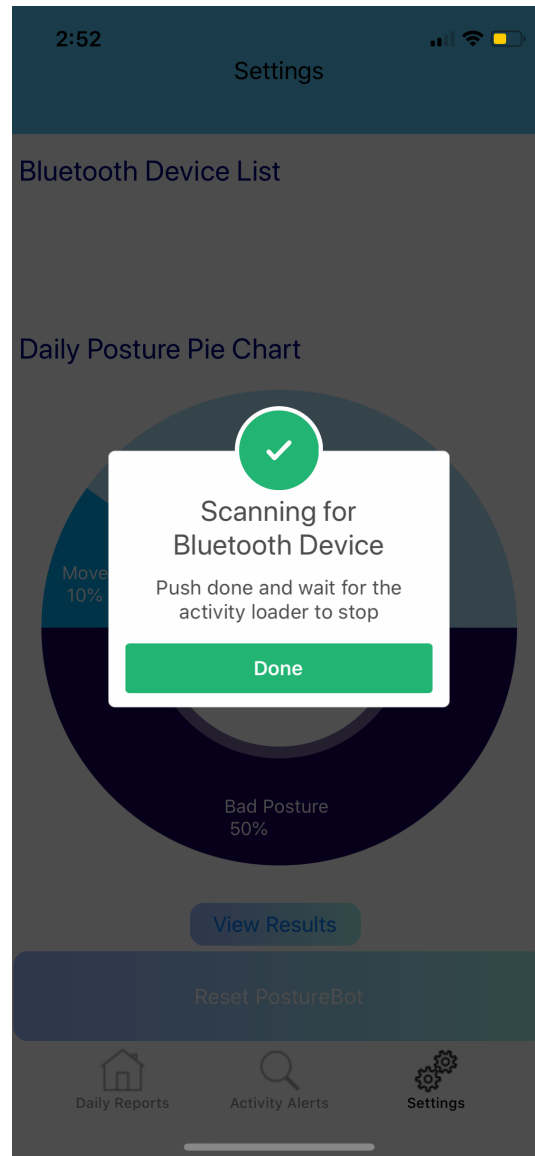 2:52
Settings
Bluetooth Device List
Daily Posture Pie Chart
Scanning for
Bluetooth Device
Push done and wait for the
activity loader to stop
Done
Move
10%
Bad Posture
50%
View Results
Reset PostureBot
Daily Reports
Activity Alerts
Settings